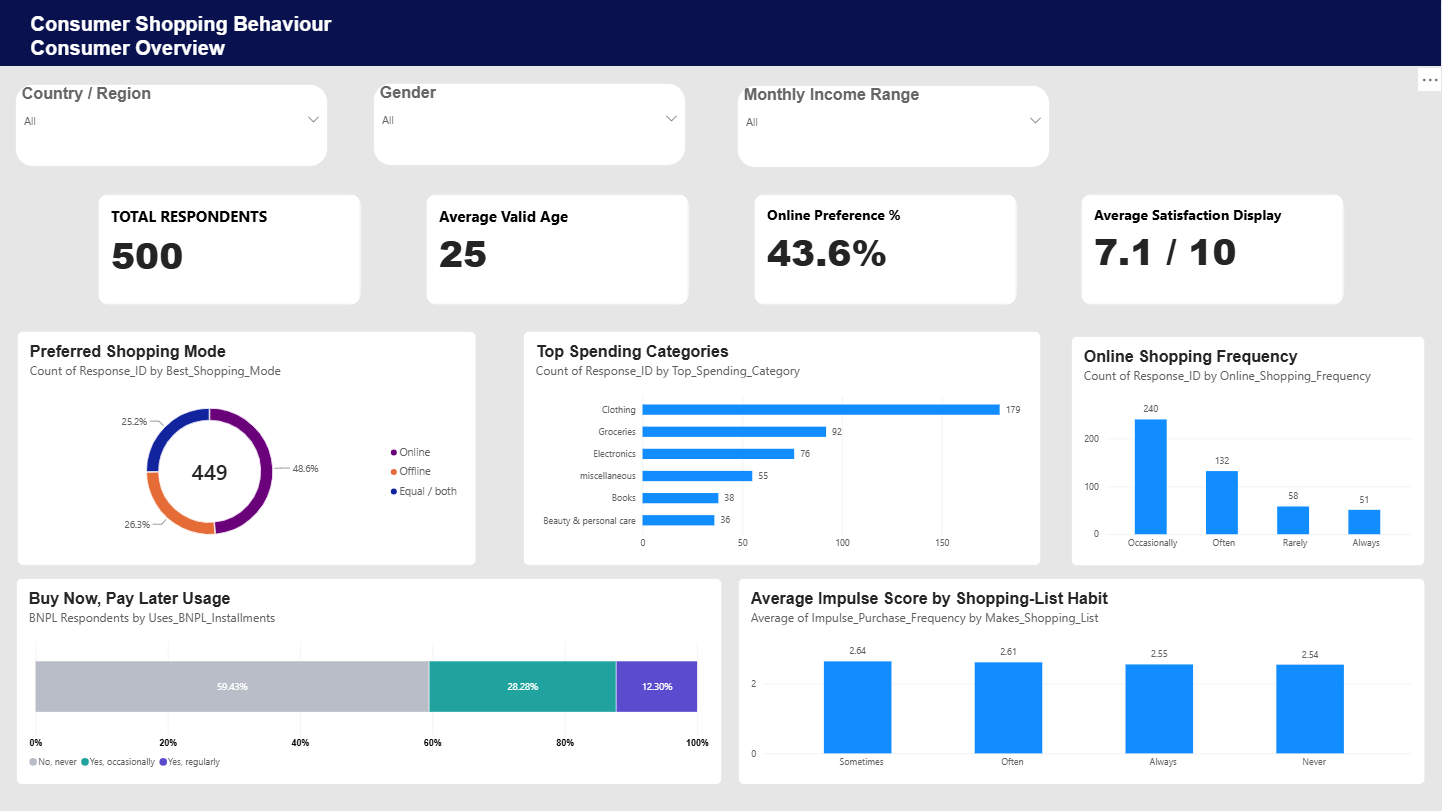 Consumer Shopping Behaviour
Consumer Overview
Country / Region
All
Gender
All
Monthly Income Range
All
TOTAL RESPONDENTS
500
Average Valid Age
25
Online Preference %
43.6%
Average Satisfaction Display
7.1 / 10
Preferred Shopping Mode
Count of Response_ID by Best_Shopping_Mode
25.2%
449
48.6%
26.3%
Online
Offline
Equal / both
Top Spending Categories
Count of Response_ID by Top_Spending_Category
Clothing 179
Groceries 92
Electronics 76
miscellaneous 55
Books 38
Beauty & personal care 36
0 50 100 150
Online Shopping Frequency
Count of Response_ID by Online_Shopping_Frequency
240
200
132
100
58
51
0
Occasionally Often Rarely Always
Buy Now, Pay Later Usage
BNPL Respondents by Uses_BNPL_Installments
59.43% 28.28% 12.30%
0% 20% 40% 60% 80% 100%
No, never Yes, occasionally Yes, regularly
Average Impulse Score by Shopping-List Habit
Average of Impulse_Purchase_Frequency by Makes_Shopping_List
2.64 2.61 2.55 2.54
2
0
Sometimes Often Always Never